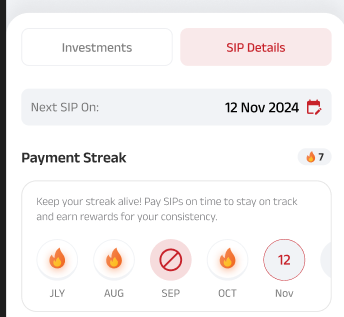 Investments
SIP Details
Next SIP On:
12 Nov 2024
Payment Streak
7
Keep your streak alive! Pay SIPs on time to stay on track
and earn rewards for your consistency.
12
JLY
AUG
SEP
OCT
Nov